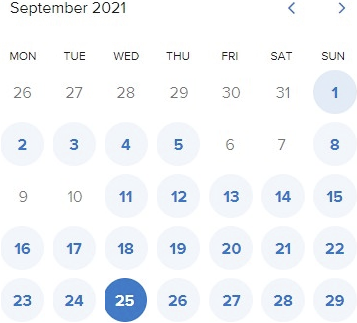 September 2021
MON TUE WED THU FRI SAT SUN
26 27 28 29 30 31 1
2 3 4 5 6 7 8
9 10 11 12 13 14 15
16 17 18 19 20 21 22
23 24 25 26 27 28 29